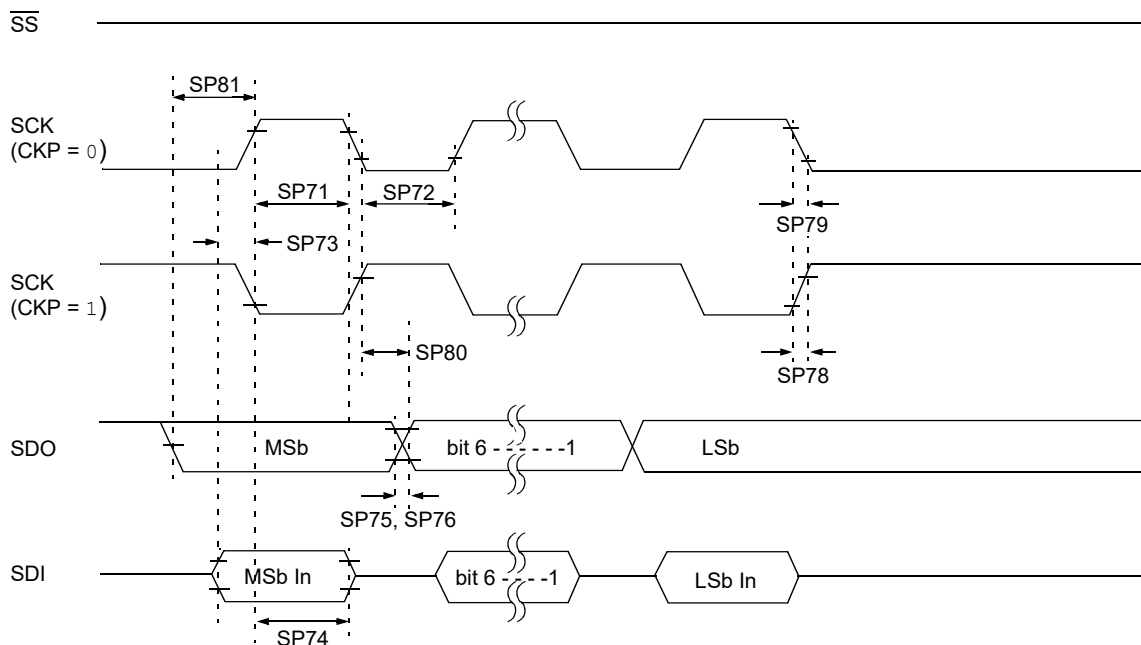 SS
SP81
SCK
(CKP = 0)
SP71
SP72
SP79
SP73
SCK
(CKP = 1)
SP80
SP78
SDO
MSb
bit 6 - - - - - -1
LSb
SP75, SP76
SDI
MSb In
bit 6 - - - - -1
LSb In
SP74